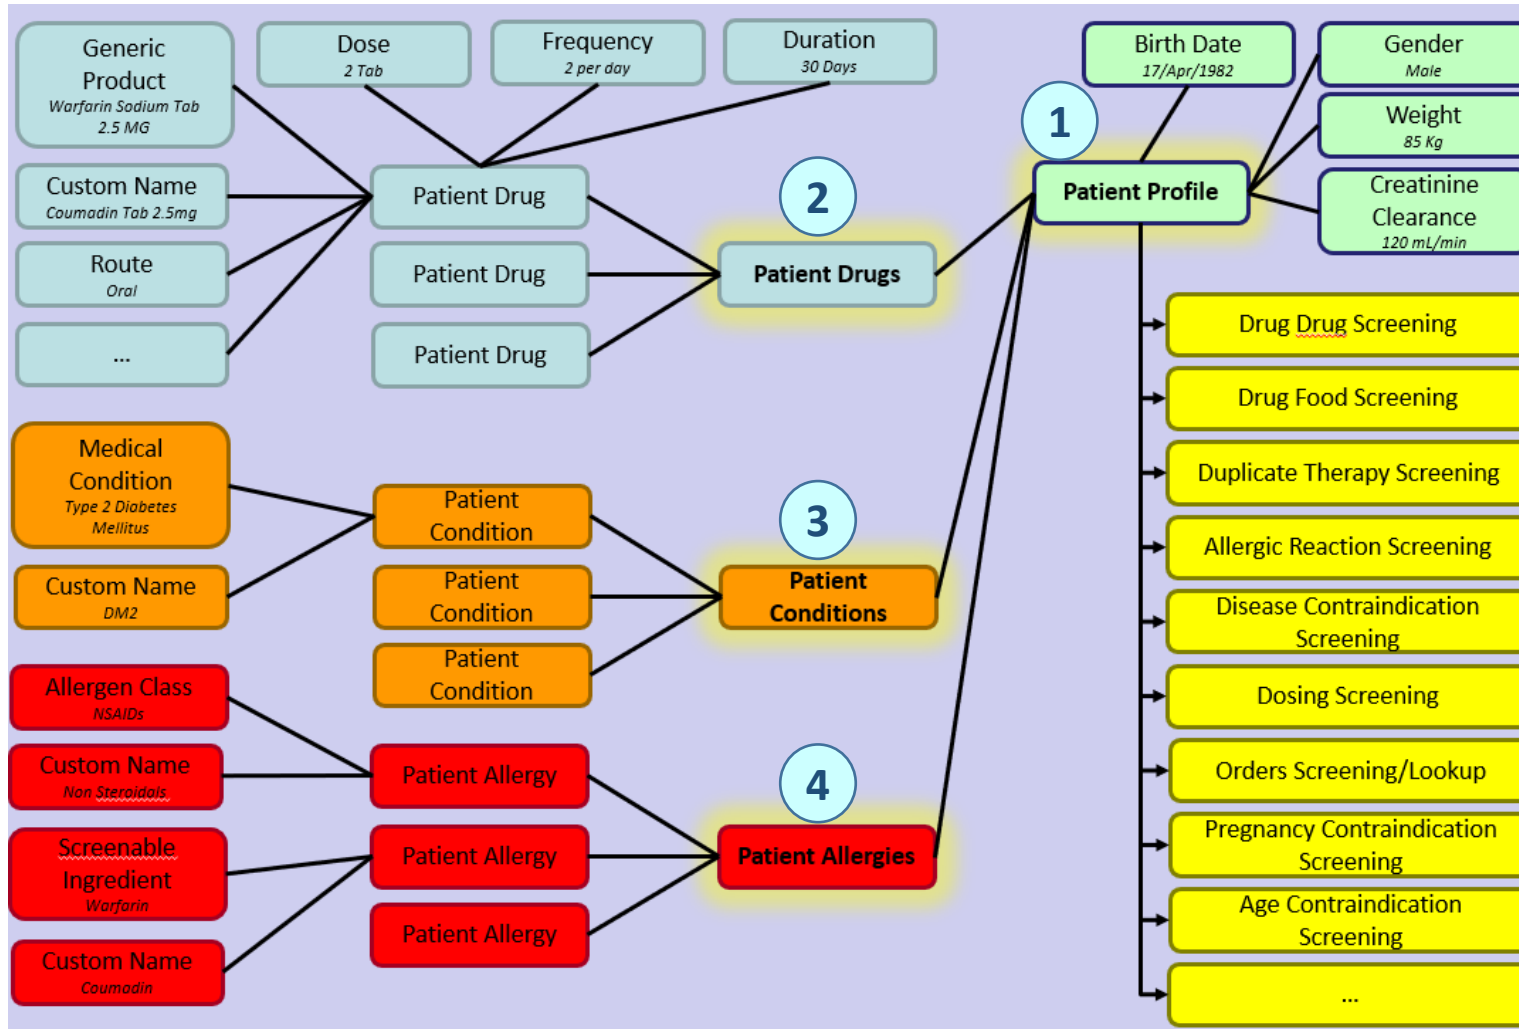 Generic
Product
Warfarin Sodium Tab
2.5 MG
Dose
2 Tab
Frequency
2 per day
Duration
30 Days
Custom Name
Coumadin Tab 2.5mg
Route
Oral
...
Patient Drug
Patient Drug
Patient Drug
2
Patient Drugs
1
Patient Profile
Birth Date
17/Apr/1982
Gender
Male
Weight
85 Kg
Creatinine
Clearance
120 mL/min
Medical
Condition
Type 2 Diabetes
Mellitus
Custom Name
DM2
Patient
Condition
Patient
Condition
Patient
Condition
3
Patient
Conditions
Allergen Class
NSAIDs
Custom Name
Non Steroidals
Screenable
Ingredient
Warfarin
Custom Name
Coumadin
Patient Allergy
Patient Allergy
Patient Allergy
4
Patient Allergies
Drug Drug Screening
Drug Food Screening
Duplicate Therapy Screening
Allergic Reaction Screening
Disease Contraindication
Screening
Dosing Screening
Orders Screening/Lookup
Pregnancy Contraindication
Screening
Age Contraindication
Screening
...